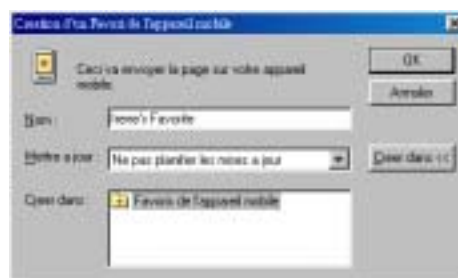 Création d'un Favori de l'appareil mobile
Ceci va envoyer la page sur votre appareil
mobile.
OK
Annuler
Nom :
Irene's Favorite
Mettre à jour :
Ne pas planifier les mises à jour
Créer dans <<
Créer dans :
Favoris de l'appareil mobile